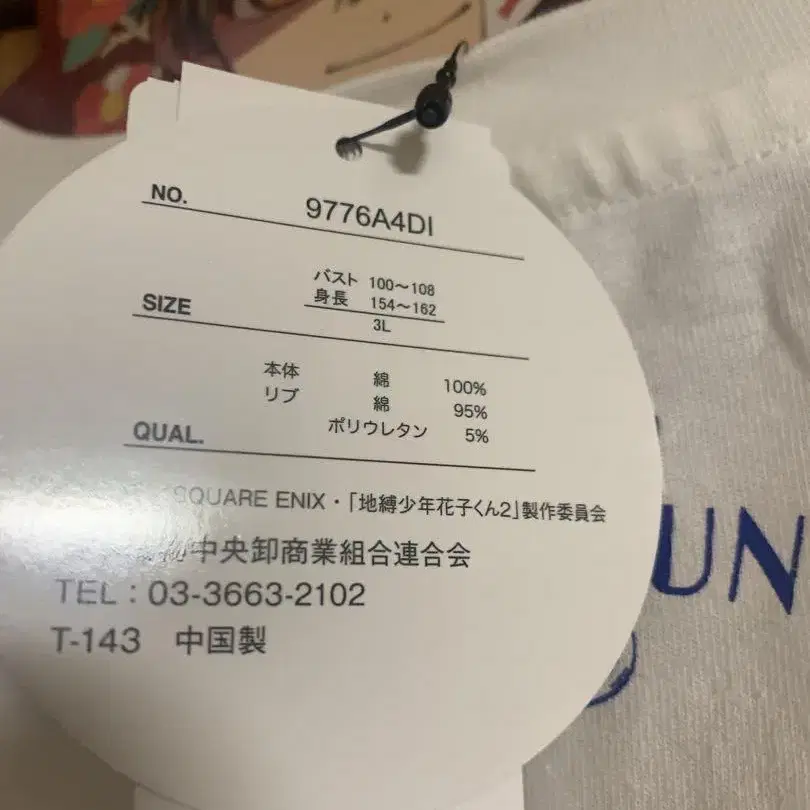 NO. 9776A4DI
バスト 100〜108
身長 154〜162
SIZE
3L
本体 綿 100%
リブ 綿 95%
ポリウレタン 5%
QUAL.
SQUARE ENIX・「地縛少年花子くん2」製作委員会
中央卸商業組合連合会
TEL：03-3663-2102
T-143 中国製
UN